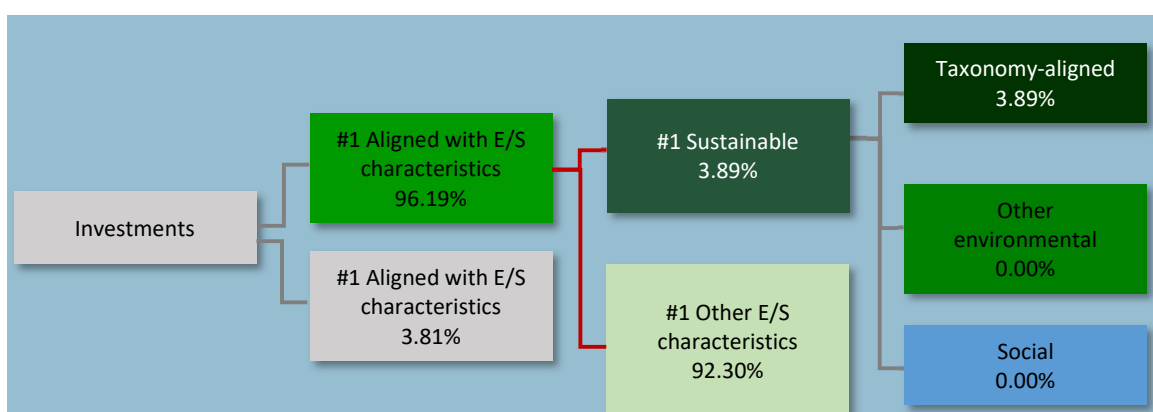 Investments
#1 Aligned with E/S
characteristics
96.19%
#1 Aligned with E/S
characteristics
3.81%
#1 Sustainable
3.89%
#1 Other E/S
characteristics
92.30%
Taxonomy-aligned
3.89%
Other
environmental
0.00%
Social
0.00%